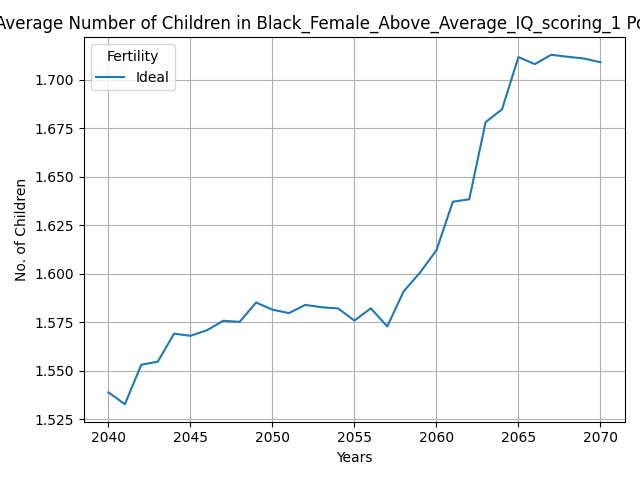 Average Number of Children in Black_Female_Above_Average_IQ_scoring_1 Po
Fertility
Ideal
1.700
1.675
1.650
1.625
1.600
1.575
1.550
1.525
No. of Children
2040 2045 2050 2055 2060 2065 2070
Years